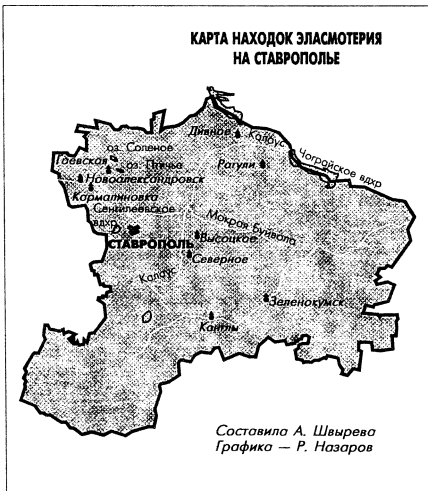 КАРТА НАХОДОК ЭЛАСМОТЕРИЯ
НА СТАВРОПОЛЬЕ
Дивное
Калаус
оз. Соленое
Чограйское вдхр
Гаевская
оз. Птичье
Рагули
Новоалександровск
Кармалиновка
Сенгилеевское
вдхр
Мокрая Буйвола
СТАВРОПОЛЬ
Высоцкое
Северное
Калаус
Зеленокумск
Канглы
Составила А. Швырева
Графика — Р. Назаров